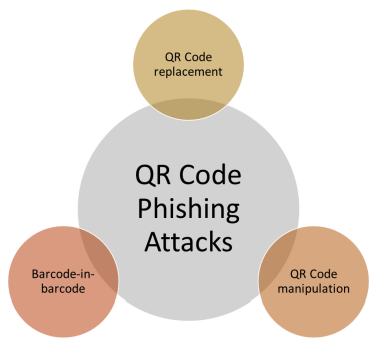 QR Code
replacement
QR Code
Phishing
Attacks
Barcode-in-
barcode
QR Code
manipulation